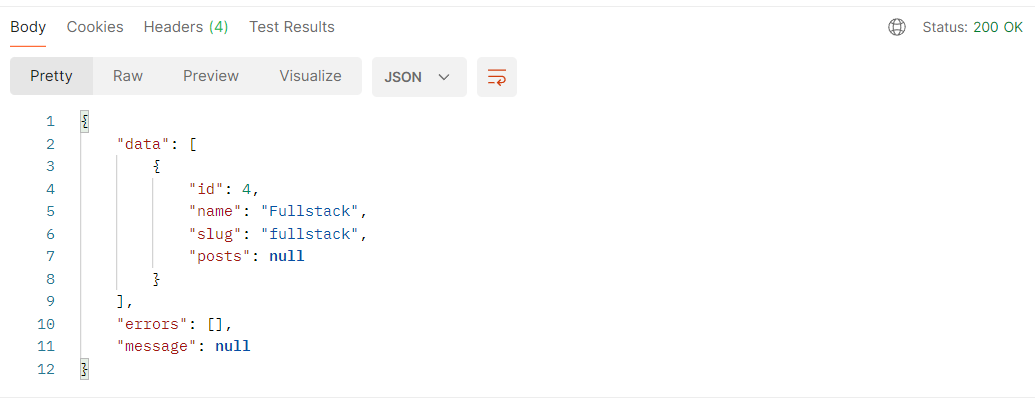 Body Cookies Headers (4) Test Results Status: 200 OK
Pretty Raw Preview Visualize JSON
1 {
2 "data": [
3 {
4 "id": 4,
5 "name": "Fullstack",
6 "slug": "fullstack",
7 "posts": null
8 }
9 ],
10 "errors": [],
11 "message": null
12 }